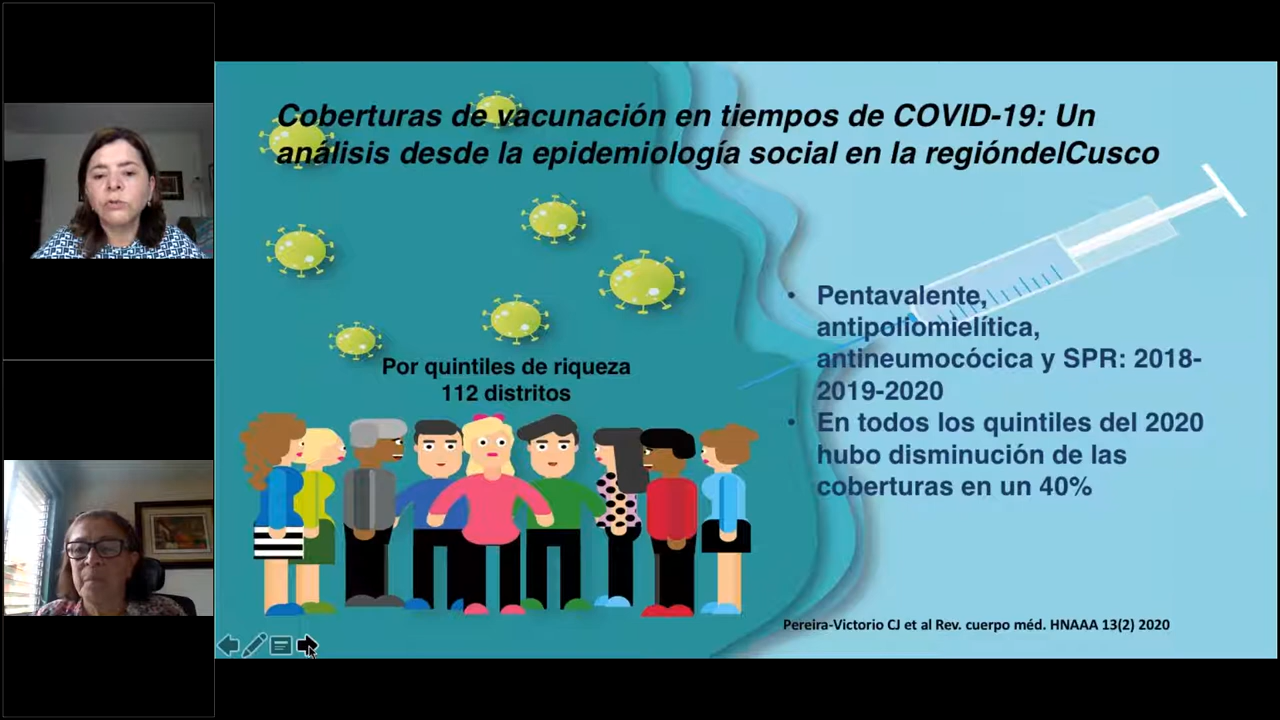 Coberturas de vacunación en tiempos de COVID-19: Un
análisis desde la epidemiología social en la regióndelCusco
Por quintiles de riqueza
112 distritos
• Pentavalente,
antipoliomielítica,
antineumocócica y SPR: 2018-
2019-2020
• En todos los quintiles del 2020
hubo disminución de las
coberturas en un 40%
Pereira-Victorio CJ et al Rev. cuerpo méd. HNAAA 13(2) 2020